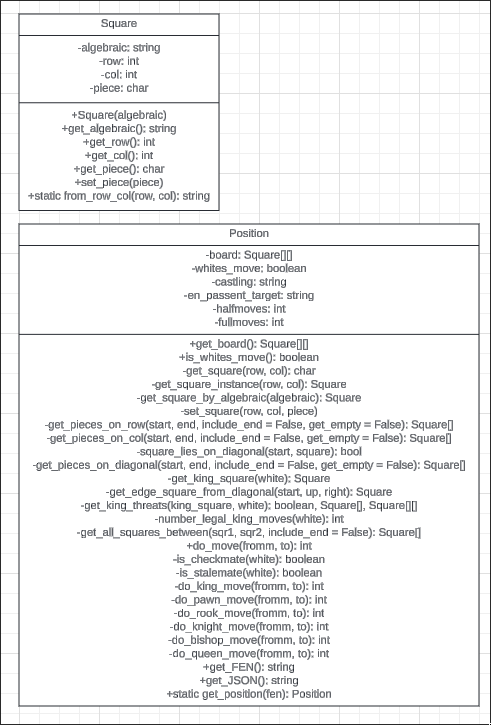 Square
-algebraic: string
-row: int
-col: int
-piece: char
+Square(algebraic)
+get_algebraic(): string
+get_row(): int
+get_col(): int
+get_piece(): char
+set_piece(piece)
+static from_row_col(row, col): string
Position
-board: Square[][]
-whites_move: boolean
-castling: string
-en_passent_target: string
-halfmoves: int
-fullmoves: int
+get_board(): Square[][]
+is_whites_move(): boolean
-get_square(row, col): char
-get_square_instance(row, col): Square
-get_square_by_algebraic(algebraic): Square
-set_square(row, col, piece)
-get_pieces_on_row(start, end, include_end = False, get_empty = False): Square[]
-get_pieces_on_col(start, end, include_end = False, get_empty = False): Square[]
-square_lies_on_diagonal(start, square): bool
-get_pieces_on_diagonal(start, end, include_end = False, get_empty = False): Square[]
-get_king_square(white): Square
-get_edge_square_from_diagonal(start, up, right): Square
-get_king_threats(king_square, white): boolean, Square[], Square[][]
-number_legal_king_moves(white): int
-get_all_squares_between(sqr1, sqr2, include_end = False): Square[]
+do_move(fromm, to): int
-is_checkmate(white): boolean
-is_stalemate(white): boolean
-do_king_move(fromm, to): int
-do_pawn_move(fromm, to): int
-do_rook_move(fromm, to): int
-do_knight_move(fromm, to): int
-do_bishop_move(fromm, to): int
-do_queen_move(fromm, to): int
+get_FEN(): string
+get_JSON(): string
+static get_position(fen): Position